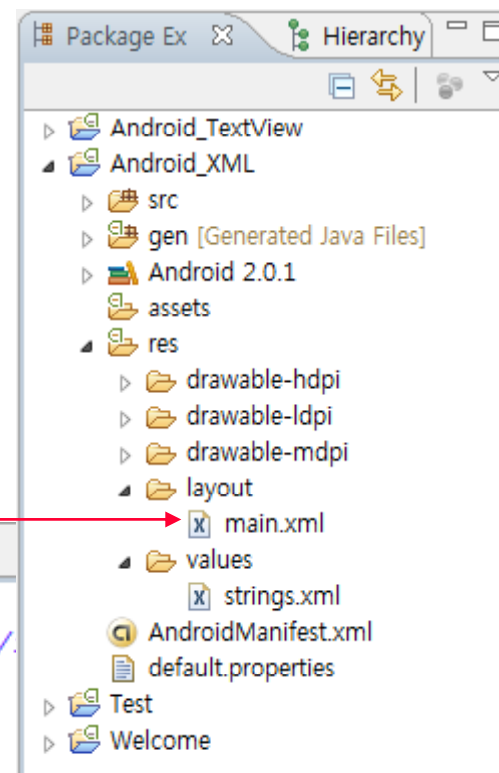 Package Ex
Hierarchy
Android_TextView
Android_XML
src
gen [Generated Java Files]
Android 2.0.1
assets
res
drawable-hdpi
drawable-ldpi
drawable-mdpi
layout
main.xml
values
strings.xml
AndroidManifest.xml
default.properties
Test
Welcome